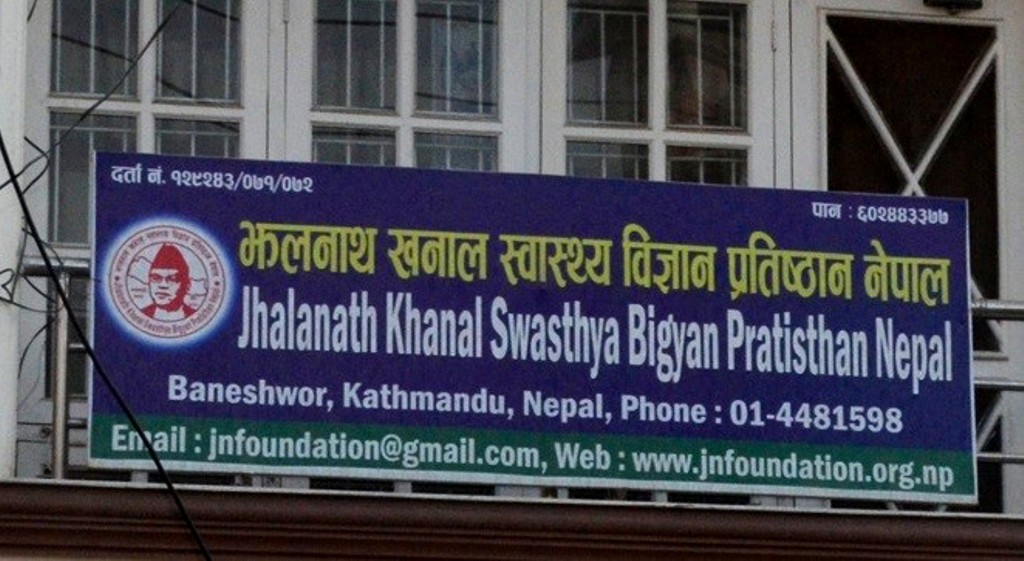 दर्ता नं. १२९२४३/०७१/०७२
पान : ६०२४४३३७७
झलनाथ खनाल स्वास्थ्य विज्ञान प्रतिष्ठान नेपाल
Jhalanath Khanal Swasthya Bigyan Pratisthan Nepal
Baneshwor, Kathmandu, Nepal, Phone : 01-4481598
Email : jnfoundation@gmail.com, Web : www.jnfoundation.org.np